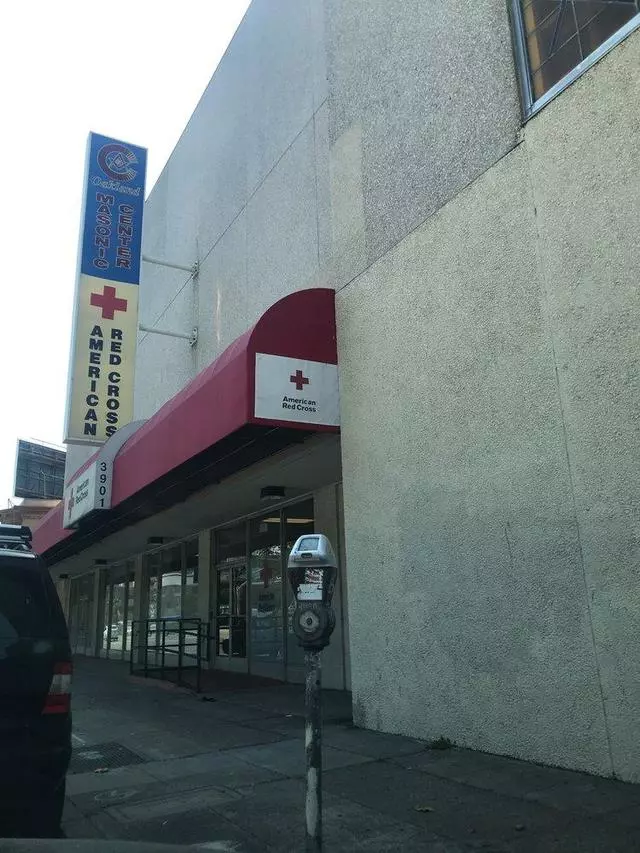 Oakland
MASONIC
CENTER
AMERICAN
RED CROSS
American
Red Cross
American
Red Cross
3901